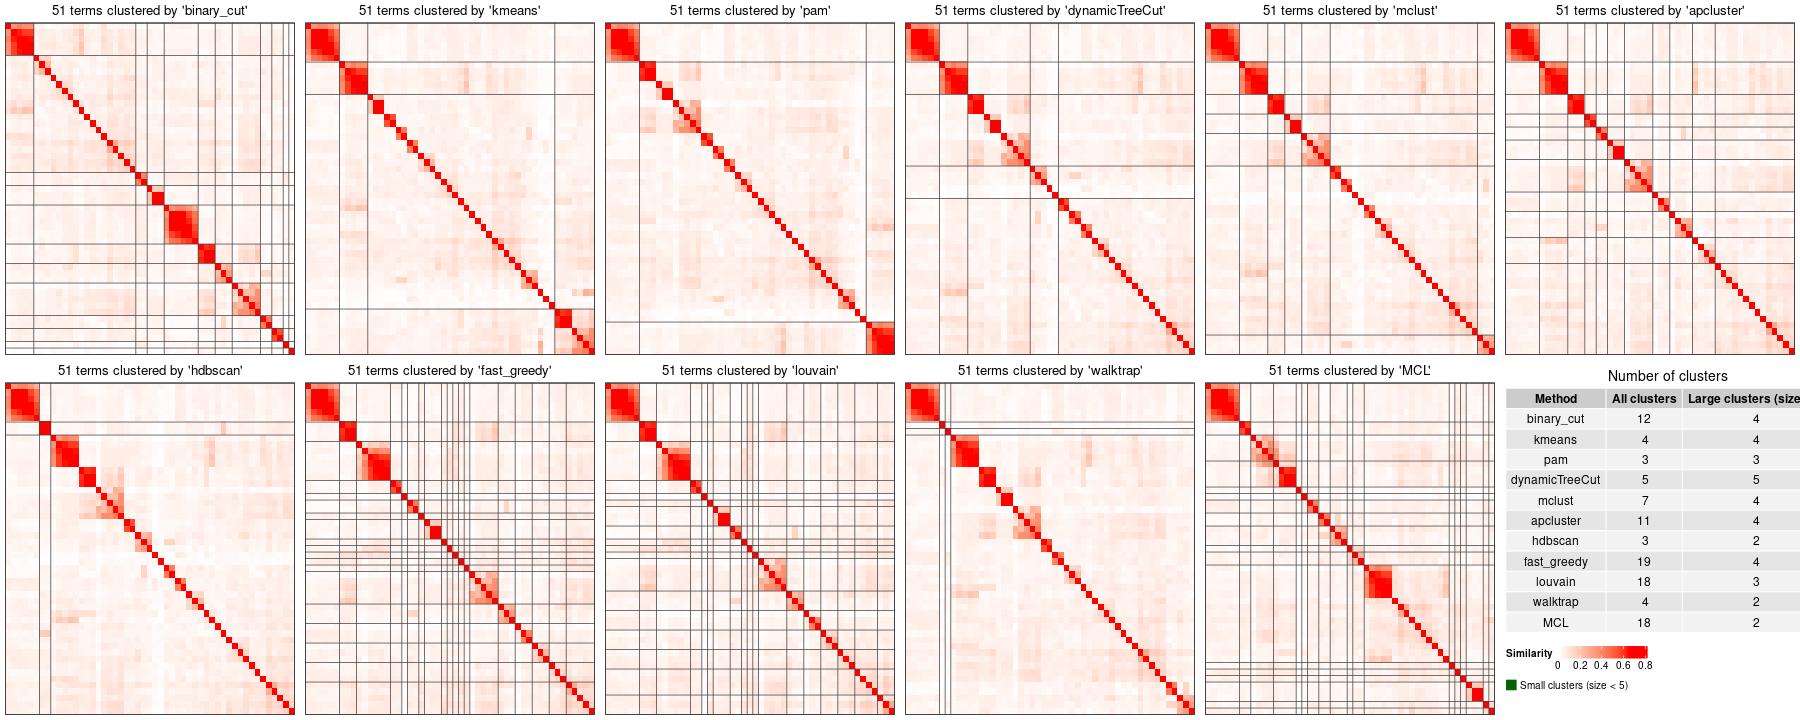 51 terms clustered by 'binary_cut'
51 terms clustered by 'kmeans'
51 terms clustered by 'pam'
51 terms clustered by 'dynamicTreeCut'
51 terms clustered by 'mclust'
51 terms clustered by 'apcluster'
51 terms clustered by 'hdbscan'
51 terms clustered by 'fast_greedy'
51 terms clustered by 'louvain'
51 terms clustered by 'walktrap'
51 terms clustered by 'MCL'
Number of clusters
Method All clusters Large clusters (size
binary_cut 12 4
kmeans 4 4
pam 3 3
dynamicTreeCut 5 5
mclust 7 4
apcluster 11 4
hdbscan 3 2
fast_greedy 19 4
louvain 18 3
walktrap 4 2
MCL 18 2
Similarity
0 0.2 0.4 0.6 0.8
Small clusters (size < 5)